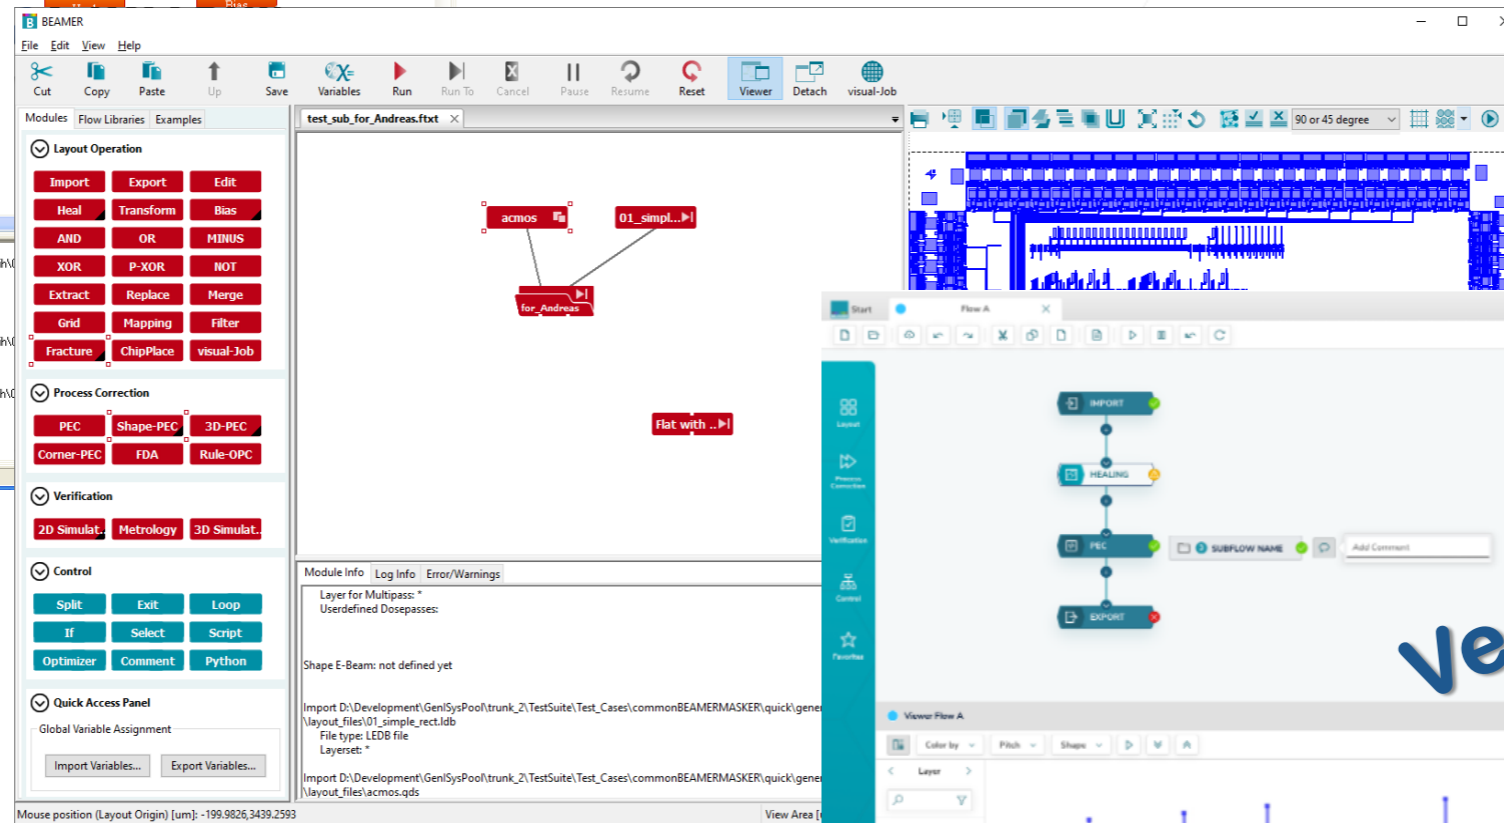 Bias
BEAMER
File Edit View Help
Cut Copy Paste Up Save Variables Run Run To Cancel Pause Resume Reset Viewer Detach visual-Job
Modules Flow Libraries Examples
test_sub_for_Andreas.ftxt
90 or 45 degree
Layout Operation
Import Export Edit
Heal Transform Bias
AND OR MINUS
XOR P-XOR NOT
Extract Replace Merge
Grid Mapping Filter
Fracture ChipPlace visual-Job
Process Correction
PEC Shape-PEC 3D-PEC
Corner-PEC FDA Rule-OPC
Verification
2D Simulat.. Metrology 3D Simulat..
Control
Split Exit Loop
If Select Script
Optimizer Comment Python
Quick Access Panel
Global Variable Assignment
Import Variables... Export Variables...
acmos 01_simpl...
for_Andreas
Flat with ..
Module Info Log Info Error/Warnings
Layer for Multipass: *
Userdefined Dosepasses:
Shape E-Beam: not defined yet
Import D:\Development\GenISysPool\trunk_2\TestSuite\Test_Cases\commonBEAMERMASKER\quick\gene
\layout_files\01_simple_rect.ldb
File type: LEDB file
Layerset: *
Import D:\Development\GenISysPool\trunk_2\TestSuite\Test_Cases\commonBEAMERMASKER\quick\gene
\layout_files\acmos.gds
Mouse position (Layout Origin) [um]: -199.9826,3439.2593
View Area [
Start Flow A
Layout
Process
Correction
Verification
Control
Favorites
IMPORT
HEALING
PEC SUBFLOW NAME Add Comment
EXPORT
Ve
Viewer Flow A
Color by Pitch Shape
Layer